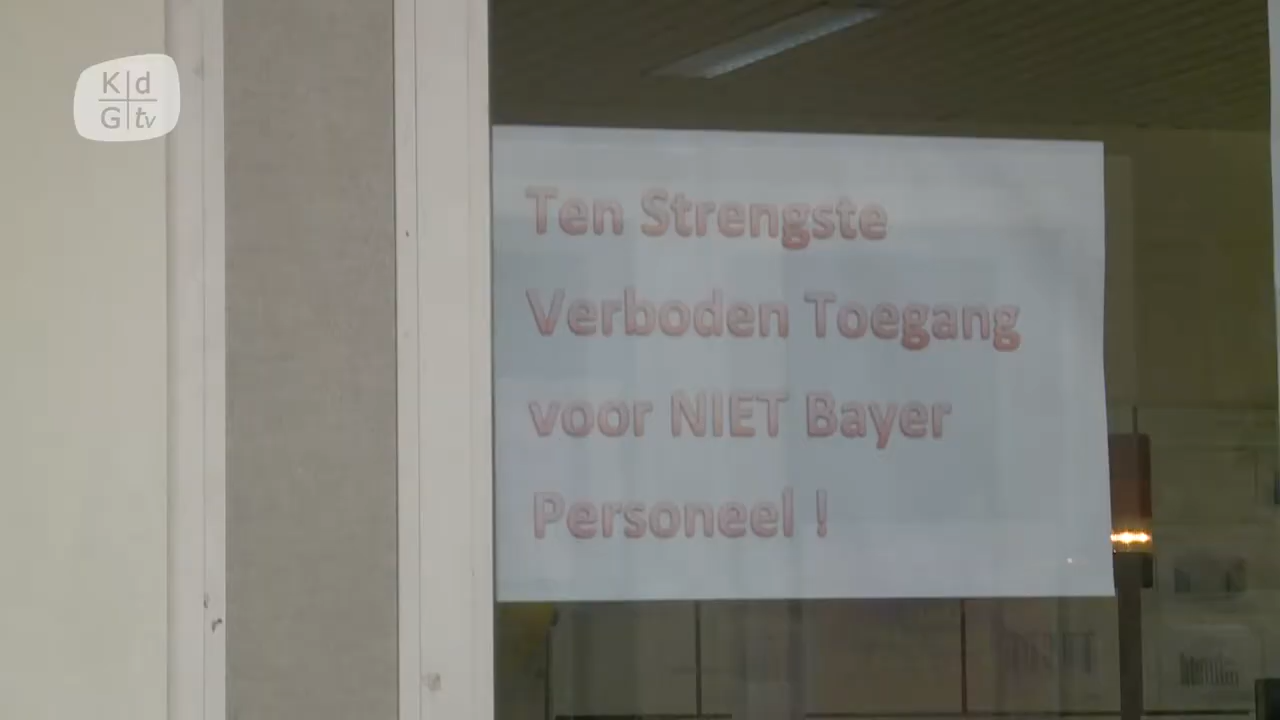 K d
G tv
Ten Strengste
Verboden Toegang
voor NIET Bayer
Personeel !